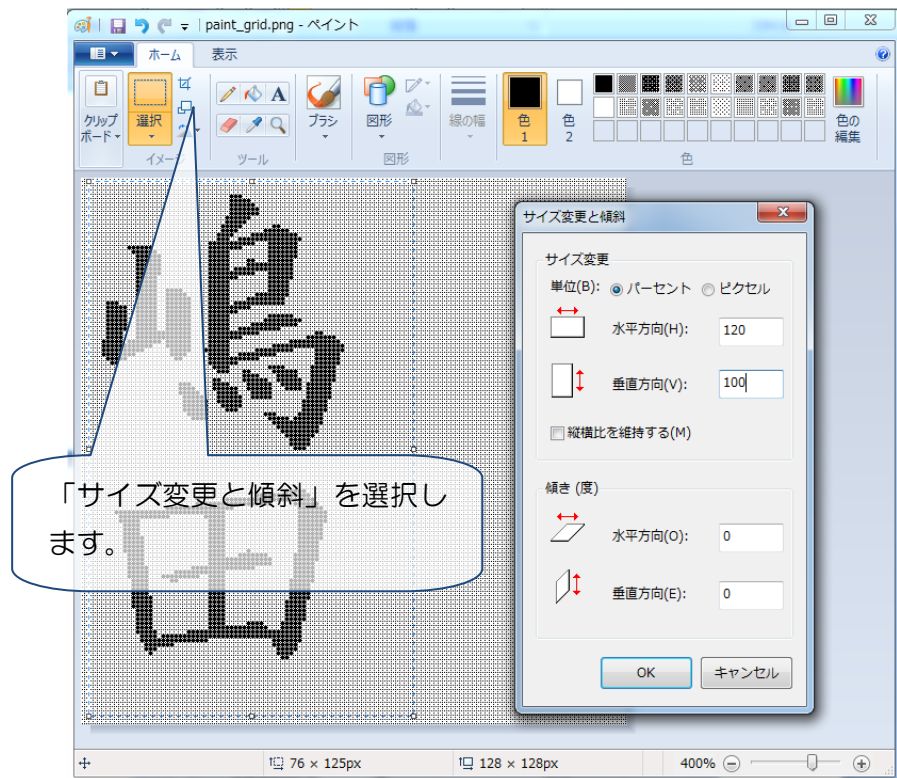 paint_grid.png - ペイント
ホーム
表示
クリップ
ボード
選択
イメージ
A
ツール
ブラシ
図形
図形
線の幅
色
1
色
2
色
色の
編集
嶋
田
「サイズ変更と傾斜」を選択し
ます。
サイズ変更と傾斜
サイズ変更
単位(B):
パーセント
ピクセル
水平方向(H):
120
垂直方向(V):
100
縦横比を維持する(M)
傾き (度)
水平方向(O):
0
垂直方向(E):
0
OK
キャンセル
76 × 125px
128 × 128px
400%